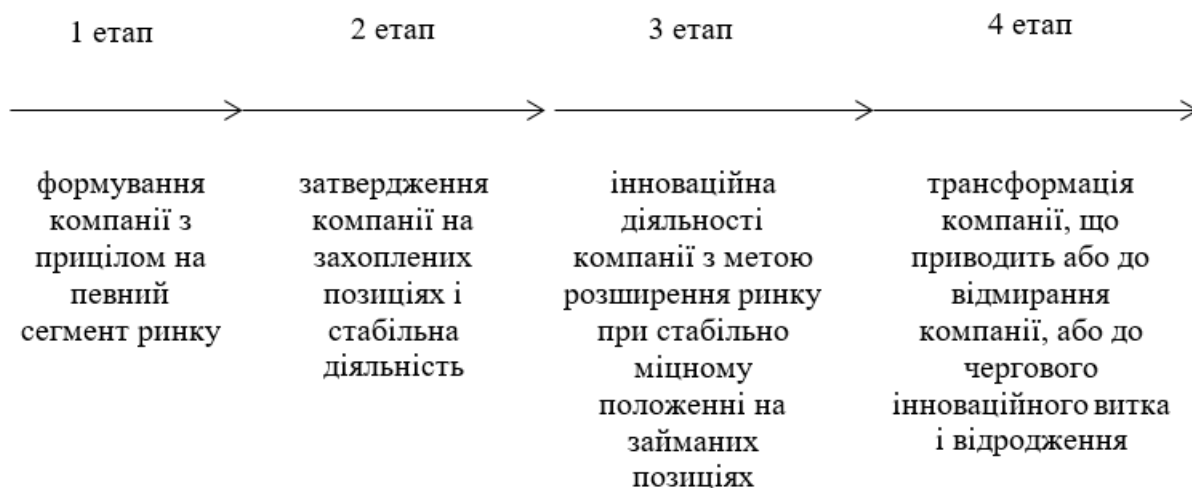 1 етап
2 етап
3 етап
4 етап
формування
компанії з
прицілом на
певний
сегмент ринку
затвердження
компанії на
захоплених
позиціях і
стабільна
діяльність
інноваційна
діяльності
компанії з метою
розширення ринку
при стабільно
міцному
положенні на
займаних
позиціях
трансформація
компанії, що
приводить або до
відмирання
компанії, або до
чергового
інноваційного витка
і відродження